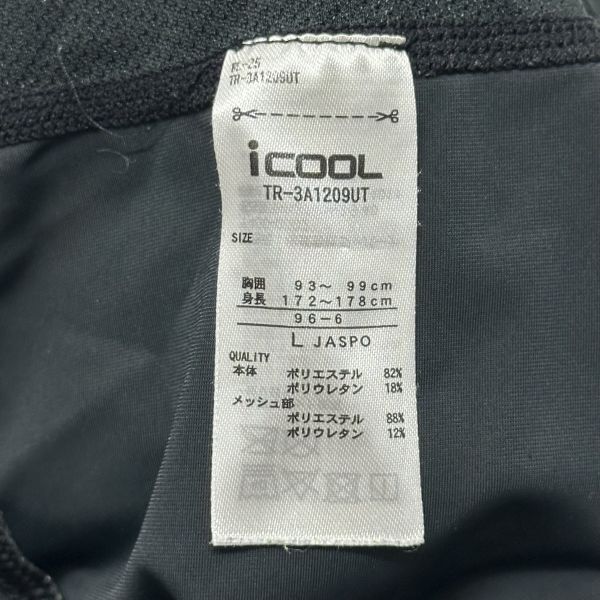 TR-3A1209UT
iCOOL
TR-3A1209UT
SIZE
胸囲 93～ 99cm
身長 172～178cm
96-6
L JASPO
QUALITY
本体 ポリエステル 82%
ポリウレタン 18%
メッシュ部
ポリエステル 88%
ポリウレタン 12%